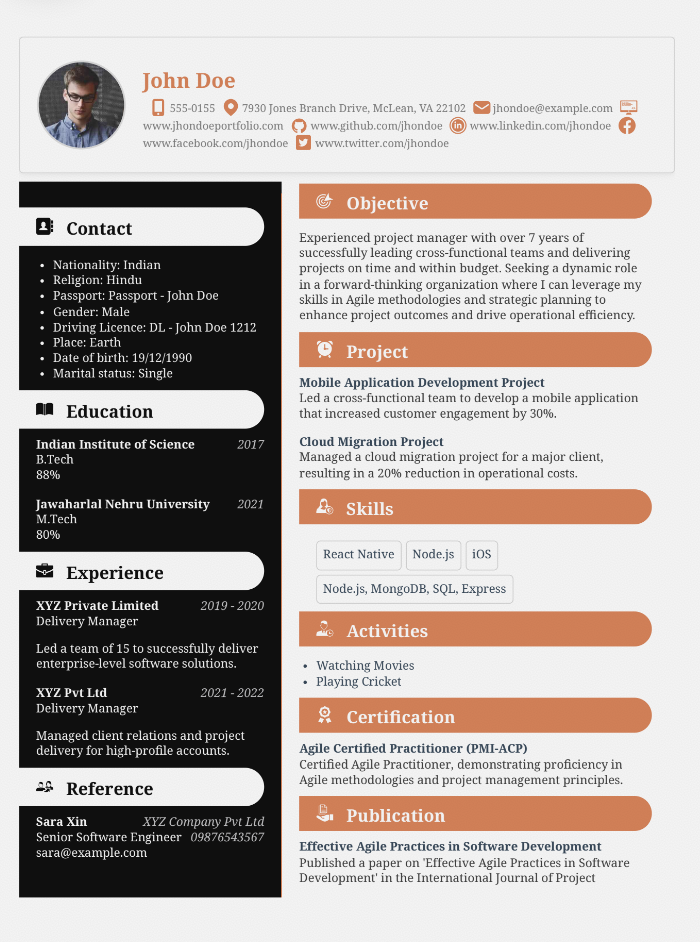 John Doe
555-0155 7930 Jones Branch Drive, McLean, VA 22102 jhondoe@example.com
www.jhondoeportfolio.com www.github.com/jhondoe www.linkedin.com/jhondoe
www.facebook.com/jhondoe www.twitter.com/jhondoe
Contact
• Nationality: Indian
• Religion: Hindu
• Passport: Passport - John Doe
• Gender: Male
• Driving Licence: DL - John Doe 1212
• Place: Earth
• Date of birth: 19/12/1990
• Marital status: Single
Education
Indian Institute of Science 2017
B.Tech
88%
Jawaharlal Nehru University 2021
M.Tech
80%
Experience
XYZ Private Limited 2019 - 2020
Delivery Manager
Led a team of 15 to successfully deliver
enterprise-level software solutions.
XYZ Pvt Ltd 2021 - 2022
Delivery Manager
Managed client relations and project
delivery for high-profile accounts.
Reference
Sara Xin XYZ Company Pvt Ltd
Senior Software Engineer 09876543567
sara@example.com
Objective
Experienced project manager with over 7 years of
successfully leading cross-functional teams and delivering
projects on time and within budget. Seeking a dynamic role
in a forward-thinking organization where I can leverage my
skills in Agile methodologies and strategic planning to
enhance project outcomes and drive operational efficiency.
Project
Mobile Application Development Project
Led a cross-functional team to develop a mobile application
that increased customer engagement by 30%.
Cloud Migration Project
Managed a cloud migration project for a major client,
resulting in a 20% reduction in operational costs.
Skills
React Native Node.js iOS
Node.js, MongoDB, SQL, Express
Activities
• Watching Movies
• Playing Cricket
Certification
Agile Certified Practitioner (PMI-ACP)
Certified Agile Practitioner, demonstrating proficiency in
Agile methodologies and project management principles.
Publication
Effective Agile Practices in Software Development
Published a paper on 'Effective Agile Practices in Software
Development' in the International Journal of Project